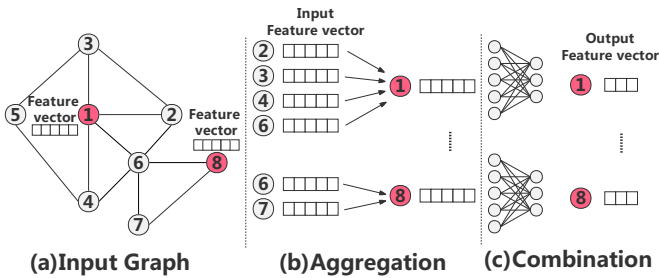 3
5
Feature
vector
1
2
Feature
vector
6
8
4
7
(a)Input Graph
Input
Feature vector
2
3
4
6
1
6
7
8
(b)Aggregation
Output
Feature vector
1
8
(c)Combination